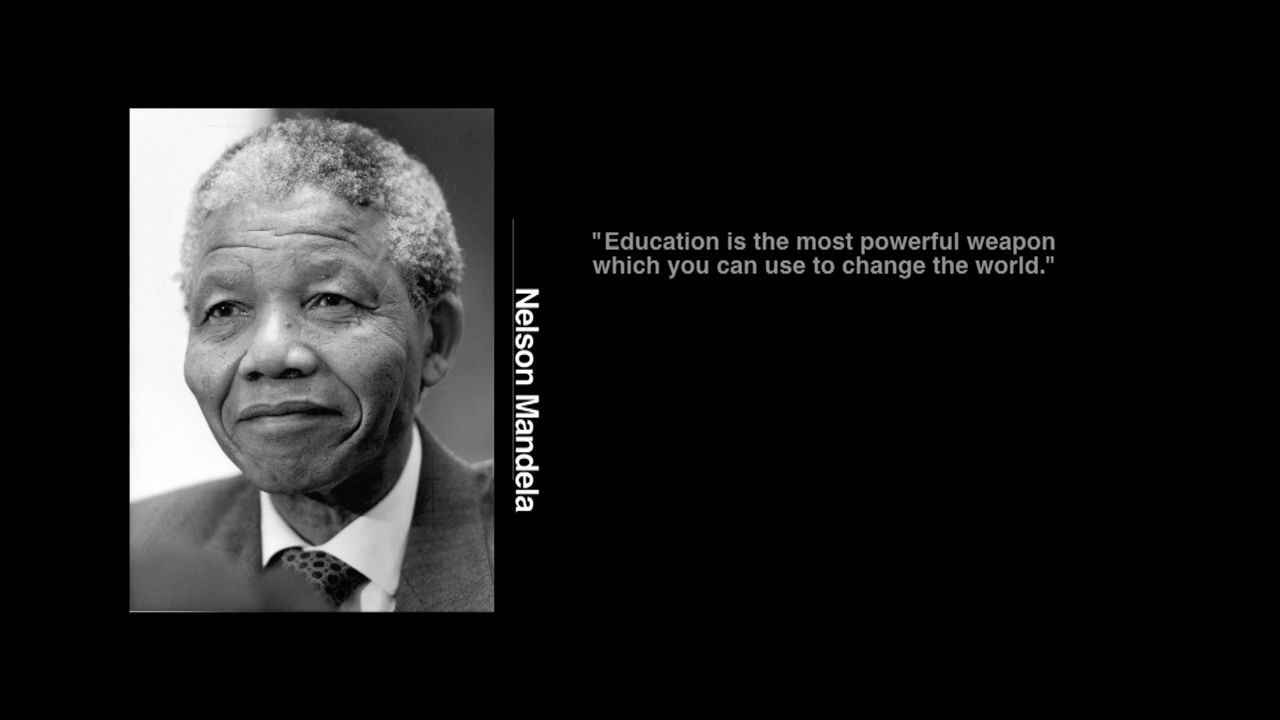 Nelson Mandela
"Education is the most powerful weapon
which you can use to change the world."